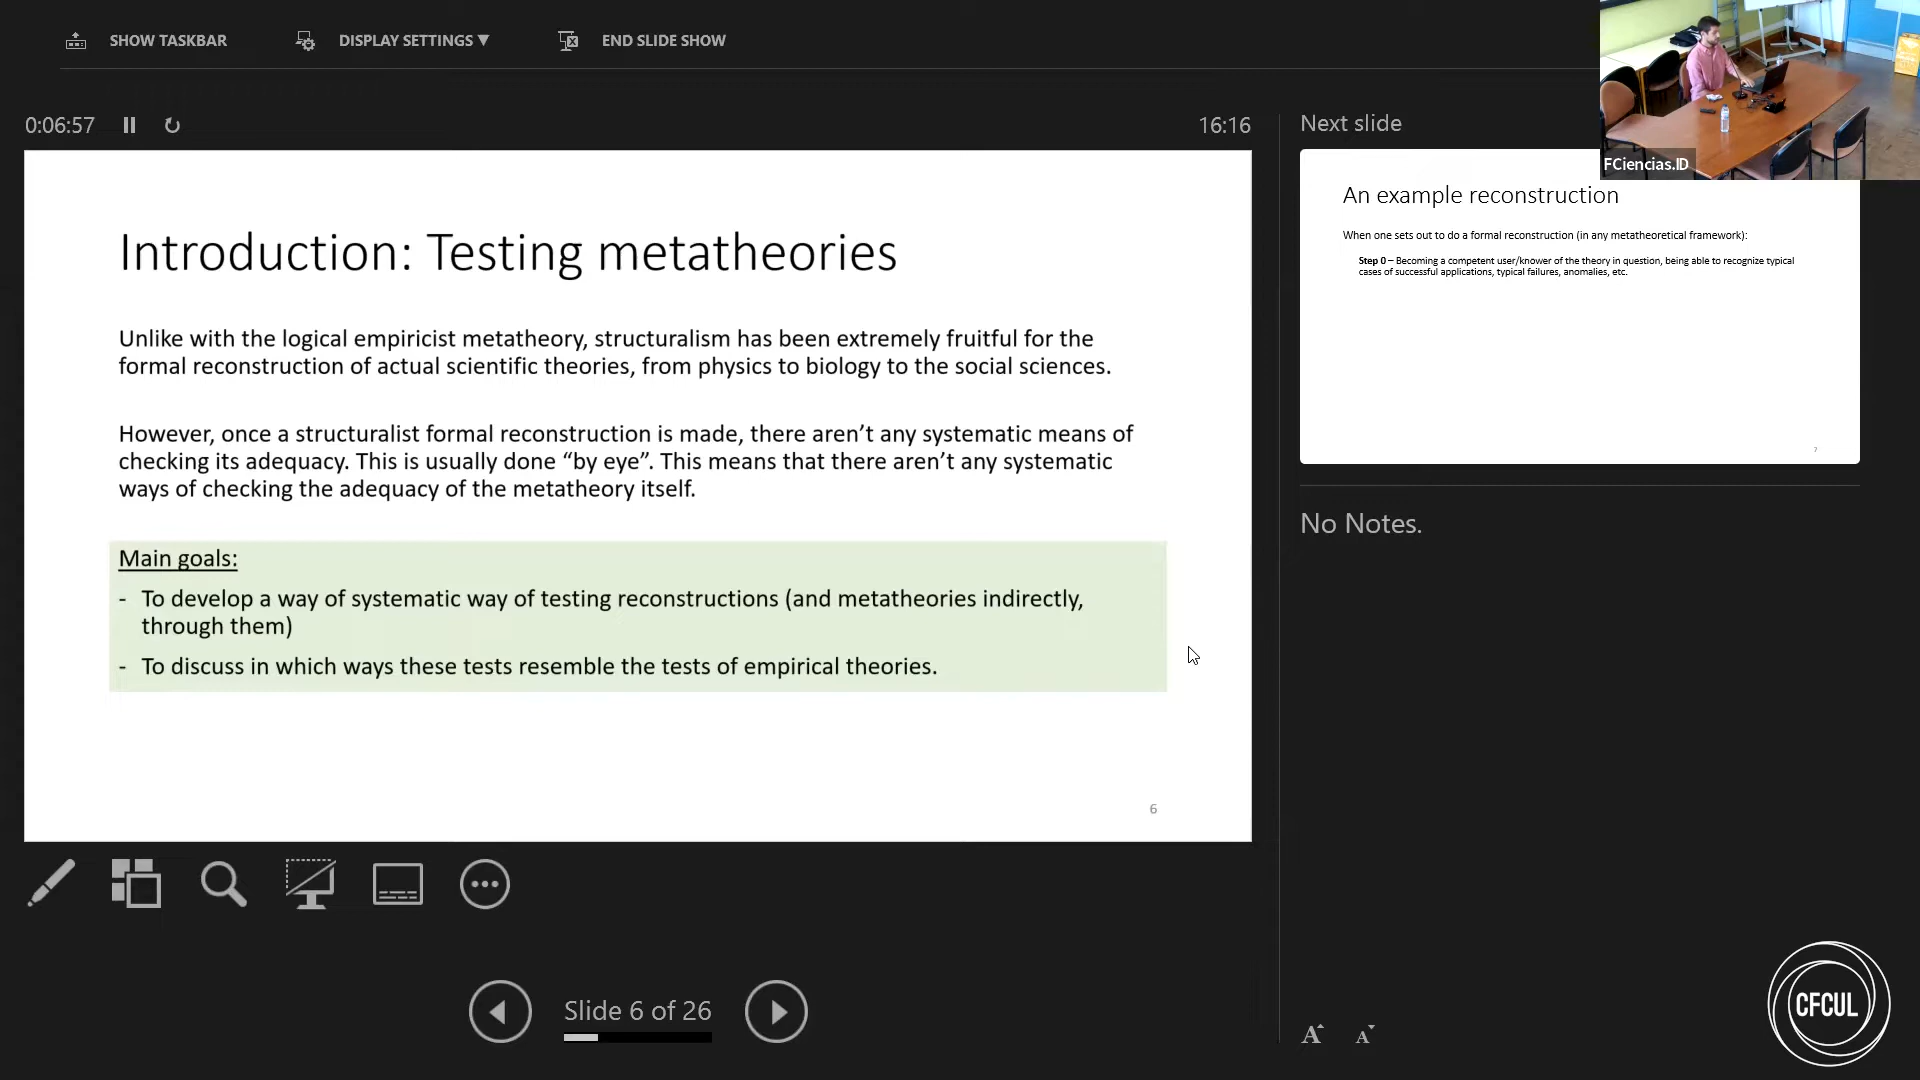 SHOW TASKBAR
DISPLAY SETTINGS ▼
END SLIDE SHOW
0:06:57
16:16
Introduction: Testing metatheories
Unlike with the logical empiricist metatheory, structuralism has been extremely fruitful for the
formal reconstruction of actual scientific theories, from physics to biology to the social sciences.
However, once a structuralist formal reconstruction is made, there aren’t any systematic means of
checking its adequacy. This is usually done “by eye”. This means that there aren’t any systematic
ways of checking the adequacy of the metatheory itself.
Main goals:
- To develop a way of systematic way of testing reconstructions (and metatheories indirectly,
through them)
- To discuss in which ways these tests resemble the tests of empirical theories.
6
Slide 6 of 26
Next slide
FCiencias.ID
An example reconstruction
When one sets out to do a formal reconstruction (in any metatheoretical framework):
Step 0 – Becoming a competent user/knower of the theory in question, being able to recognize typical
cases of successful applications, typical failures, anomalies, etc.
7
No Notes.
A A
CFCUL